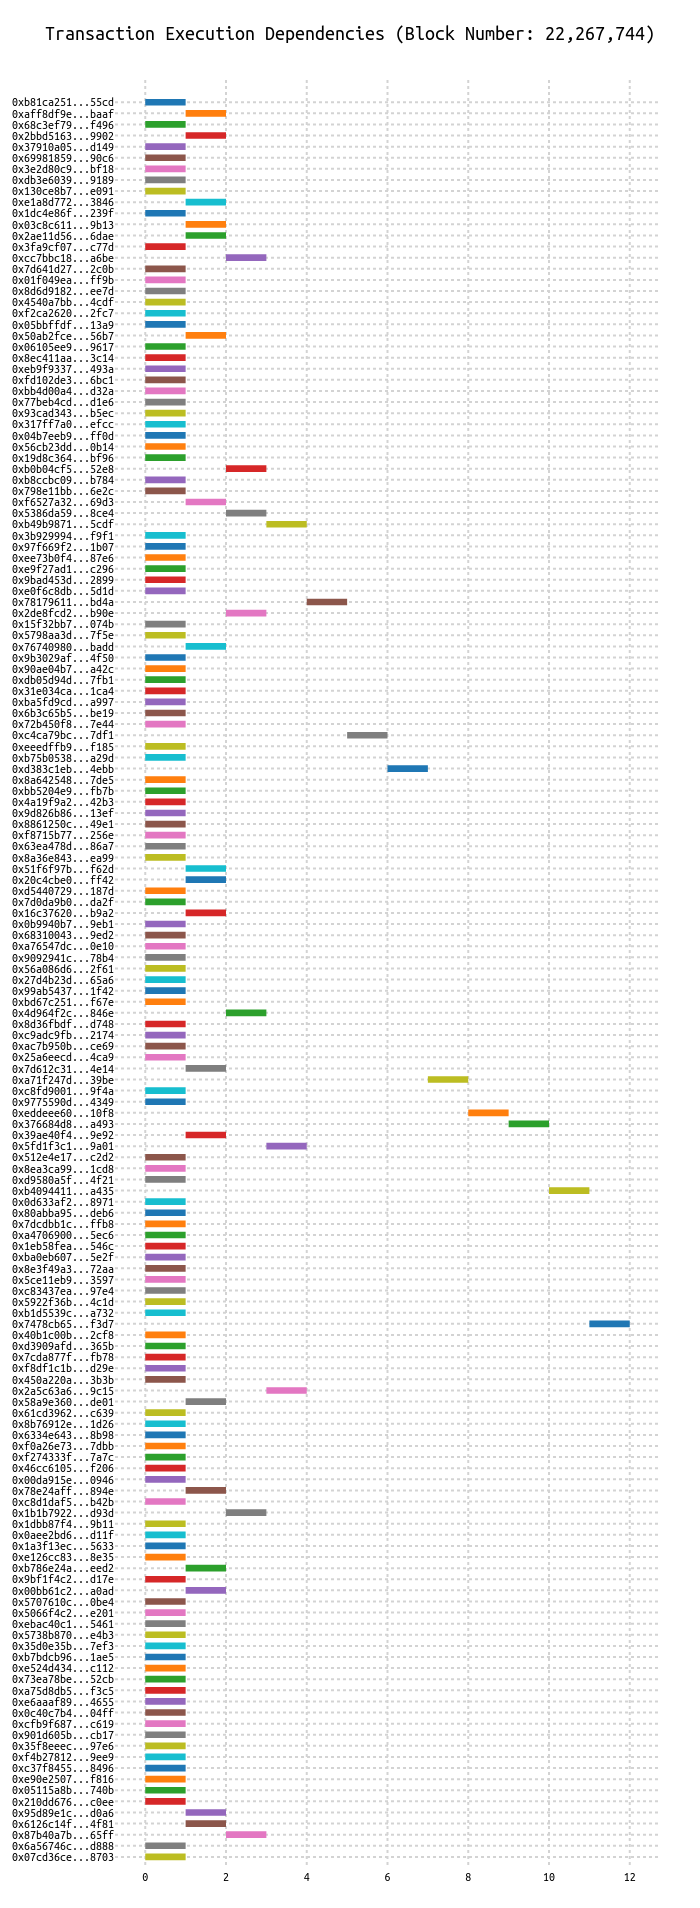 Transaction Execution Dependencies (Block Number: 22,267,744)
0xb81ca251...55cd
0xaff8df9e...baaf
0x68c3ef79...f496
0x2bbd5163...9902
0x37910a05...d149
0x69981859...90c6
0x3e2d80c9...bf18
0xdb3e6039...9189
0x130ce8b7...e091
0xe1a8d772...3846
0x1dc4e86f...239f
0x03c8c611...9b13
0x2ae11d56...6dae
0x3fa9cf07...c77d
0xcc7bbc18...a6be
0x7d641d27...2c0b
0x01f049ea...ff9b
0x8d6d9182...ee7d
0x4540a7bb...4cdf
0xf2ca2620...2fc7
0x05bbffdf...13a9
0x50ab2fce...56b7
0x06105ee9...9617
0x8ec411aa...3c14
0xeb9f9337...493a
0xfd102de3...6bc1
0xbb4d00a4...d32a
0x77beb4cd...d1e6
0x93cad343...b5ec
0x317ff7a0...efcc
0x04b7eeb9...ff0d
0x56cb23dd...0b14
0x19d8c364...bf96
0xb0b04cf5...52e8
0xb8ccbc09...b784
0x798e11bb...6e2c
0xf6527a32...69d3
0x5386da59...8ce4
0xb49b9871...5cdf
0x3b929994...f9f1
0x97f669f2...1b07
0xee73b0f4...87e6
0xe9f27ad1...c296
0x9bad453d...2899
0xe0f6c8db...5d1d
0x78179611...bd4a
0x2de8fcd2...b90e
0x15f32bb7...074b
0x5798aa3d...7f5e
0x76740980...badd
0x9b3029af...4f50
0x90ae04b7...a42c
0xdb05d94d...7fb1
0x31e034ca...1ca4
0xba5fd9cd...a997
0x6b3c65b5...be19
0x72b450f8...7e44
0xc4ca79bc...7df1
0xeeedffb9...f185
0xb75b0538...a29d
0xd383c1eb...4ebb
0x8a642548...7de5
0xbb5204e9...fb7b
0x4a19f9a2...42b3
0x9d826b86...13ef
0x8861250c...49e1
0xf8715b77...256e
0x63ea478d...86a7
0x8a36e843...ea99
0x51f6f97b...f62d
0x20c4cbe0...ff42
0xd5440729...187d
0x7d0da9b0...da2f
0x16c37620...b9a2
0x0b9940b7...9eb1
0x68310043...9ed2
0xa76547dc...0e10
0x9092941c...78b4
0x56a086d6...2f61
0x27d4b23d...65a6
0x99ab5437...1f42
0xbd67c251...f67e
0x4d964f2c...846e
0x8d36fbdf...d748
0xc9adc9fb...2174
0xac7b950b...ce69
0x25a6eecd...4ca9
0x7d612c31...4e14
0xa71f247d...39be
0xc8fd9001...9f4a
0x9775590d...4349
0xeddeee60...10f8
0x376684d8...a493
0x39ae40f4...9e92
0x5fd1f3c1...9a01
0x512e4e17...c2d2
0x8ea3ca99...1cd8
0xd9580a5f...4f21
0xb4094411...a435
0x0d633af2...8971
0x80abba95...deb6
0x7dcdbb1c...ffb8
0xa4706900...5ec6
0x1eb58fea...546c
0xba0eb607...5e2f
0x8e3f49a3...72aa
0x5ce11eb9...3597
0xc83437ea...97e4
0x5922f36b...4c1d
0xb1d5539c...a732
0x7478cb65...f3d7
0x40b1c00b...2cf8
0xd3909afd...365b
0x7cda877f...fb78
0xf8df1c1b...d29e
0x450a220a...3b3b
0x2a5c63a6...9c15
0x58a9e360...de01
0x61cd3962...c639
0x8b76912e...1d26
0x6334e643...8b98
0xf0a26e73...7dbb
0xf274333f...7a7c
0x46cc6105...f206
0x00da915e...0946
0x78e24aff...894e
0xc8d1daf5...b42b
0x1b1b7922...d93d
0x1dbb87f4...9b11
0x0aee2bd6...d11f
0x1a3f13ec...5633
0xe126cc83...8e35
0xb786e24a...eed2
0x9bf1f4c2...d17e
0x00bb61c2...a0ad
0x5707610c...0be4
0x5066f4c2...e201
0xebac40c1...5461
0x5738b870...e4b3
0x35d0e35b...7ef3
0xb7bdcb96...1ae5
0xe524d434...c112
0x73ea78be...52cb
0xa75d8db5...f3c5
0xe6aaaf89...4655
0x0c40c7b4...04ff
0xcfb9f687...c619
0x901d605b...cb17
0x35f8eeec...97e6
0xf4b27812...9ee9
0xc37f8455...8496
0xe90e2507...f816
0x05115a8b...740b
0x210dd676...c0ee
0x95d89e1c...d0a6
0x6126c14f...4f81
0x87b40a7b...65ff
0x6a56746c...d888
0x07cd36ce...8703
0 2 4 6 8 10 12